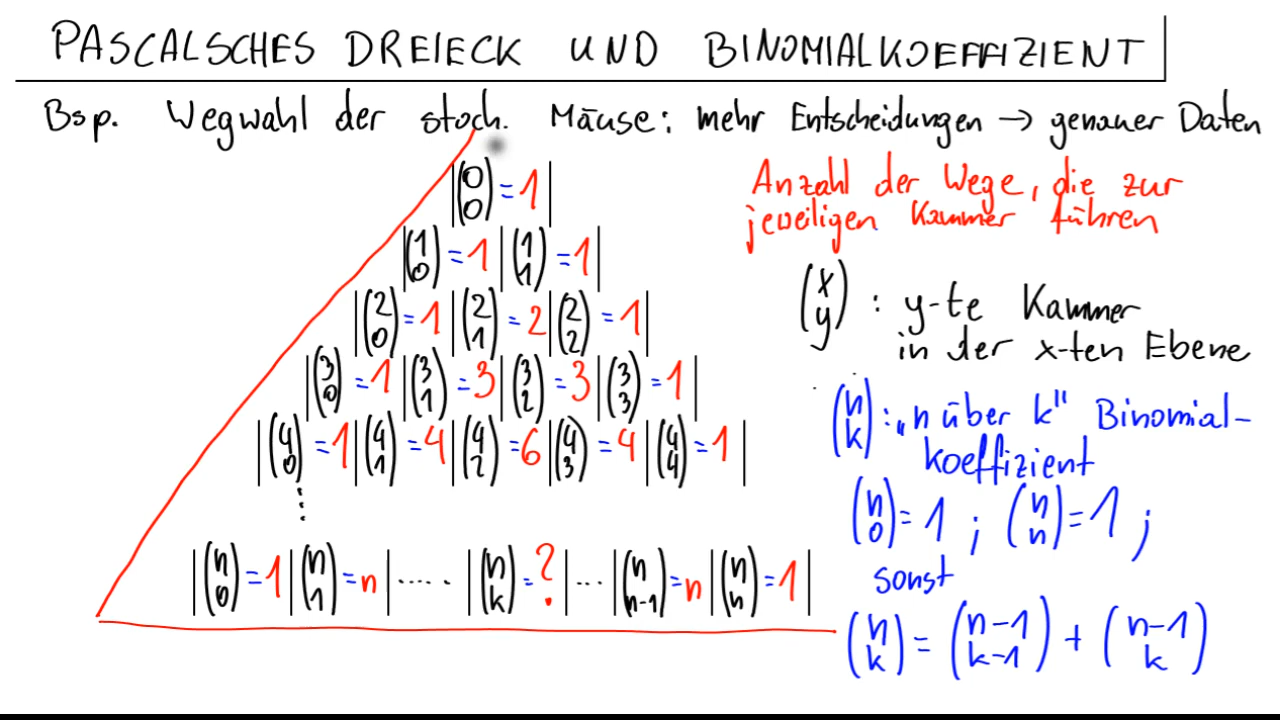 PASCALSCHES DREIECK UND BINOMIALKOEFFIZIENT
Bsp. Wegwahl der stoch. Mäuse: mehr Entscheidungen → genauer Daten
|(0 0)=1|
|(1 0)=1|(1 1)=1|
|(2 0)=1|(2 1)=2|(2 2)=1|
|(3 0)=1|(3 1)=3|(3 2)=3|(3 3)=1|
|(4 0)=1|(4 1)=4|(4 2)=6|(4 3)=4|(4 4)=1|
⋮
|(n 0)=1|(n 1)=n|.....|(n k)=?|...|(n n-1)=n|(n n)=1|
Anzahl der Wege, die zur
jeweiligen Kammer führen
(x y): y-te Kammer
in der x-ten Ebene
(n k): „n über k" Binomial-
koeffizient
(n 0)=1 ; (n n)=1 ;
sonst
(n k) = (n-1 k-1) + (n-1 k)